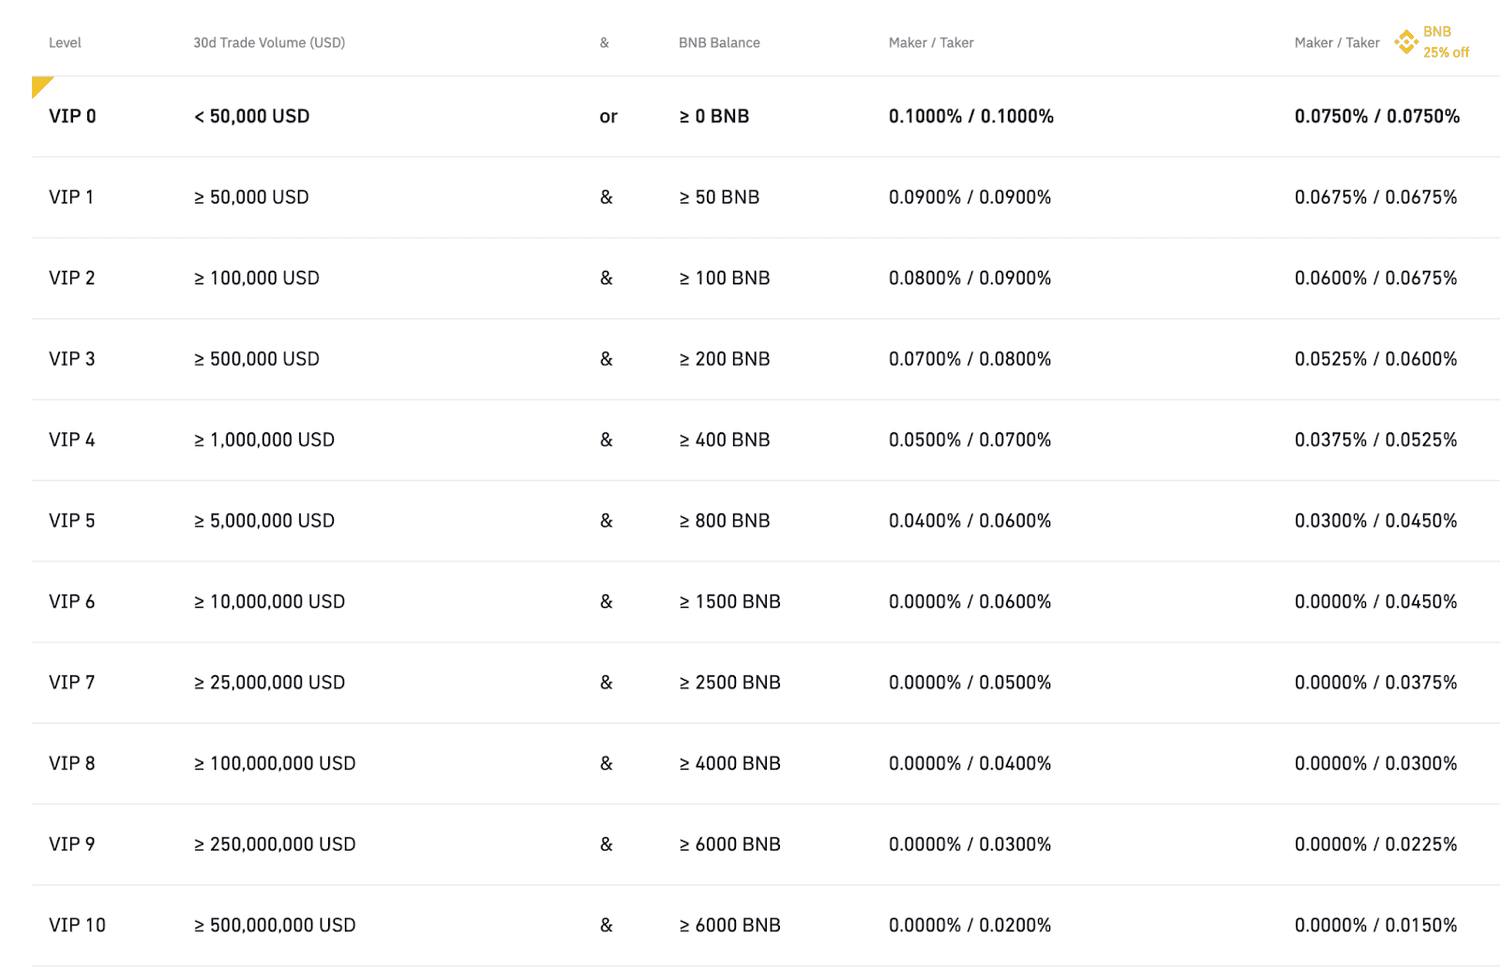 Level 30d Trade Volume (USD) & BNB Balance Maker / Taker Maker / Taker BNB 25% off
VIP 0 < 50,000 USD or ≥ 0 BNB 0.1000% / 0.1000% 0.0750% / 0.0750%
VIP 1 ≥ 50,000 USD & ≥ 50 BNB 0.0900% / 0.0900% 0.0675% / 0.0675%
VIP 2 ≥ 100,000 USD & ≥ 100 BNB 0.0800% / 0.0900% 0.0600% / 0.0675%
VIP 3 ≥ 500,000 USD & ≥ 200 BNB 0.0700% / 0.0800% 0.0525% / 0.0600%
VIP 4 ≥ 1,000,000 USD & ≥ 400 BNB 0.0500% / 0.0700% 0.0375% / 0.0525%
VIP 5 ≥ 5,000,000 USD & ≥ 800 BNB 0.0400% / 0.0600% 0.0300% / 0.0450%
VIP 6 ≥ 10,000,000 USD & ≥ 1500 BNB 0.0000% / 0.0600% 0.0000% / 0.0450%
VIP 7 ≥ 25,000,000 USD & ≥ 2500 BNB 0.0000% / 0.0500% 0.0000% / 0.0375%
VIP 8 ≥ 100,000,000 USD & ≥ 4000 BNB 0.0000% / 0.0400% 0.0000% / 0.0300%
VIP 9 ≥ 250,000,000 USD & ≥ 6000 BNB 0.0000% / 0.0300% 0.0000% / 0.0225%
VIP 10 ≥ 500,000,000 USD & ≥ 6000 BNB 0.0000% / 0.0200% 0.0000% / 0.0150%